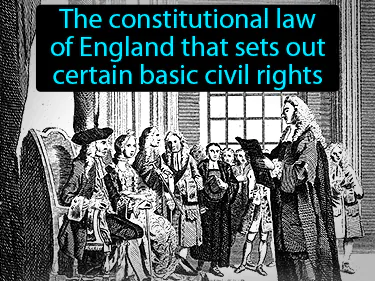 The constitutional law
of England that sets out
certain basic civil rights